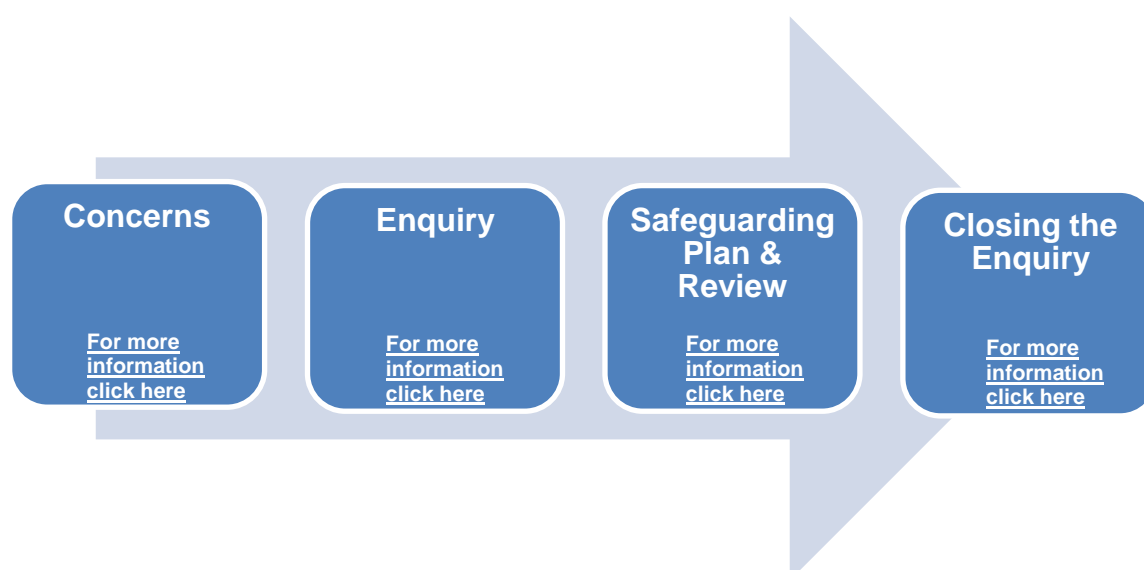 Concerns
For more
information
click here
Enquiry
For more
information
click here
Safeguarding
Plan &
Review
For more
information
click here
Closing the
Enquiry
For more
information
click here